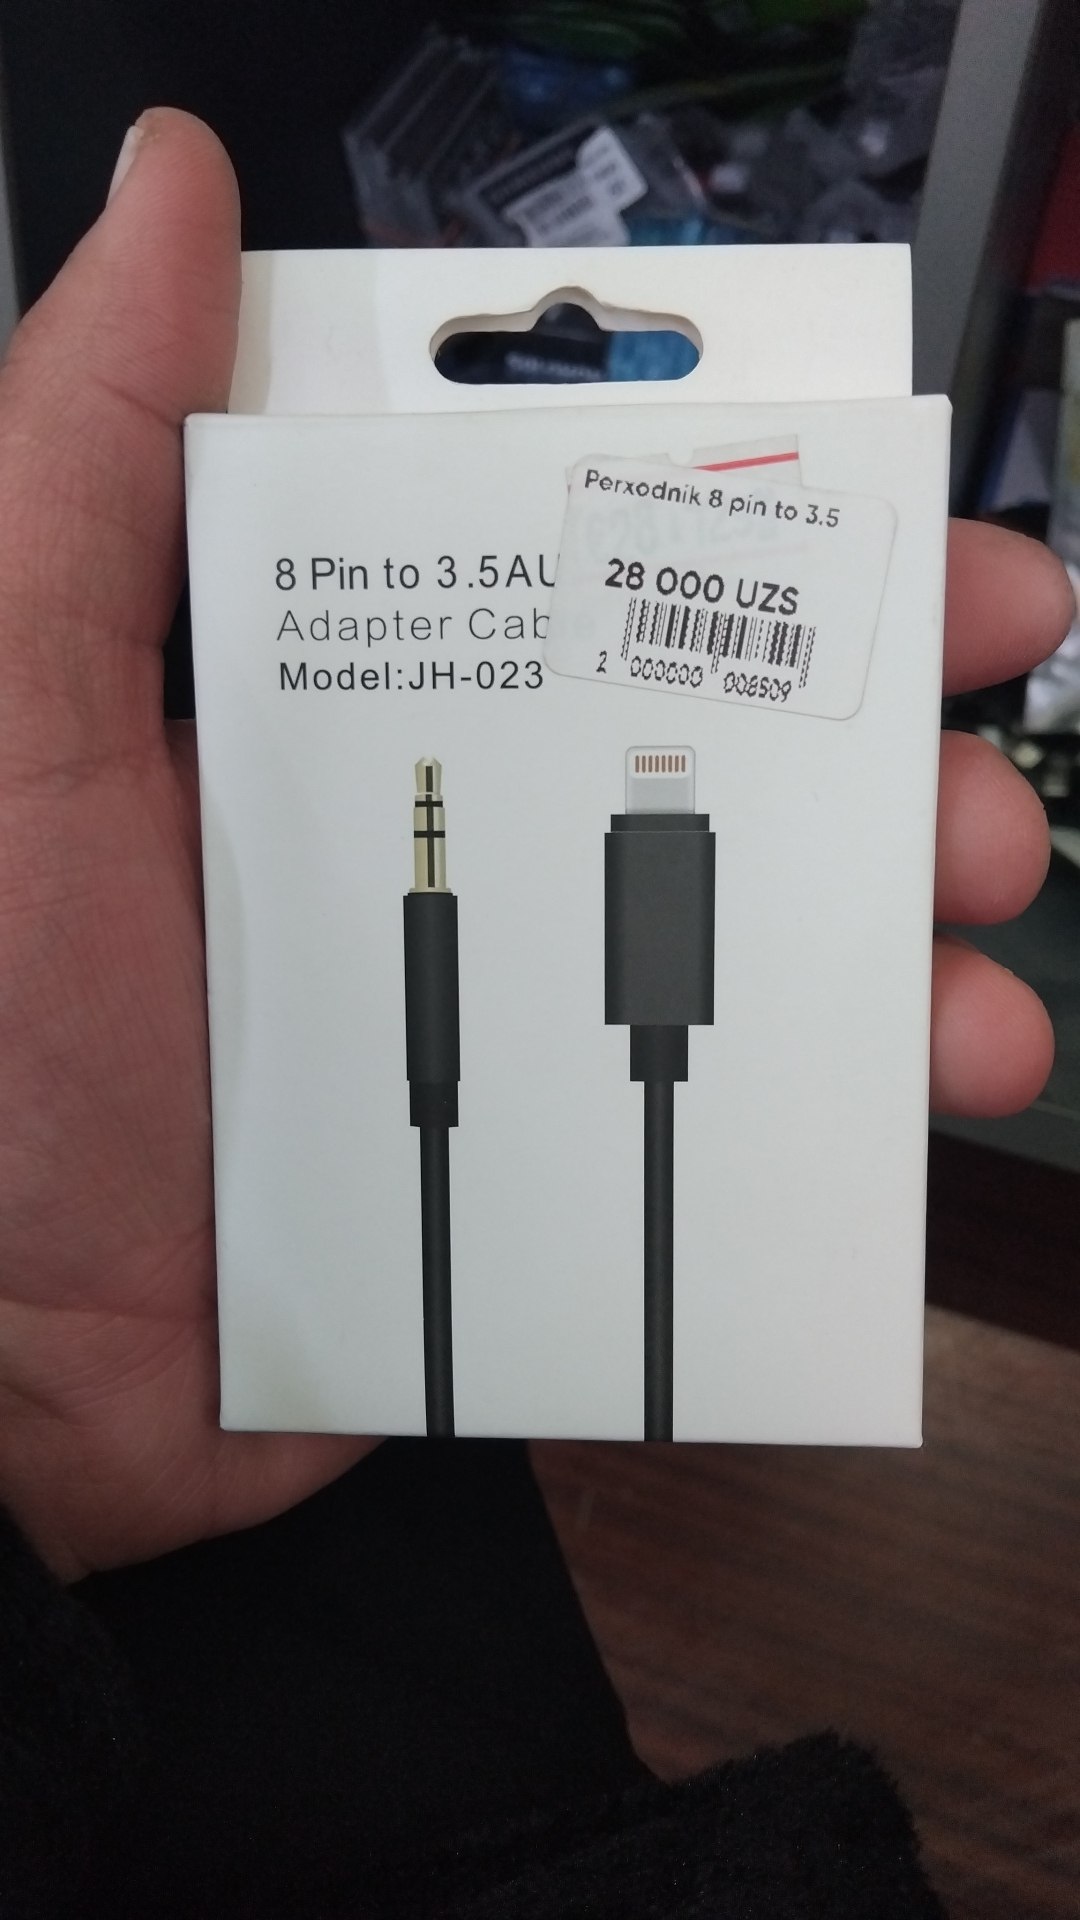 Perxodnik 8 pin to 3.5
28 000 UZS
2 000000 008509
8 Pin to 3.5AU
Adapter Cab
Model:JH-023